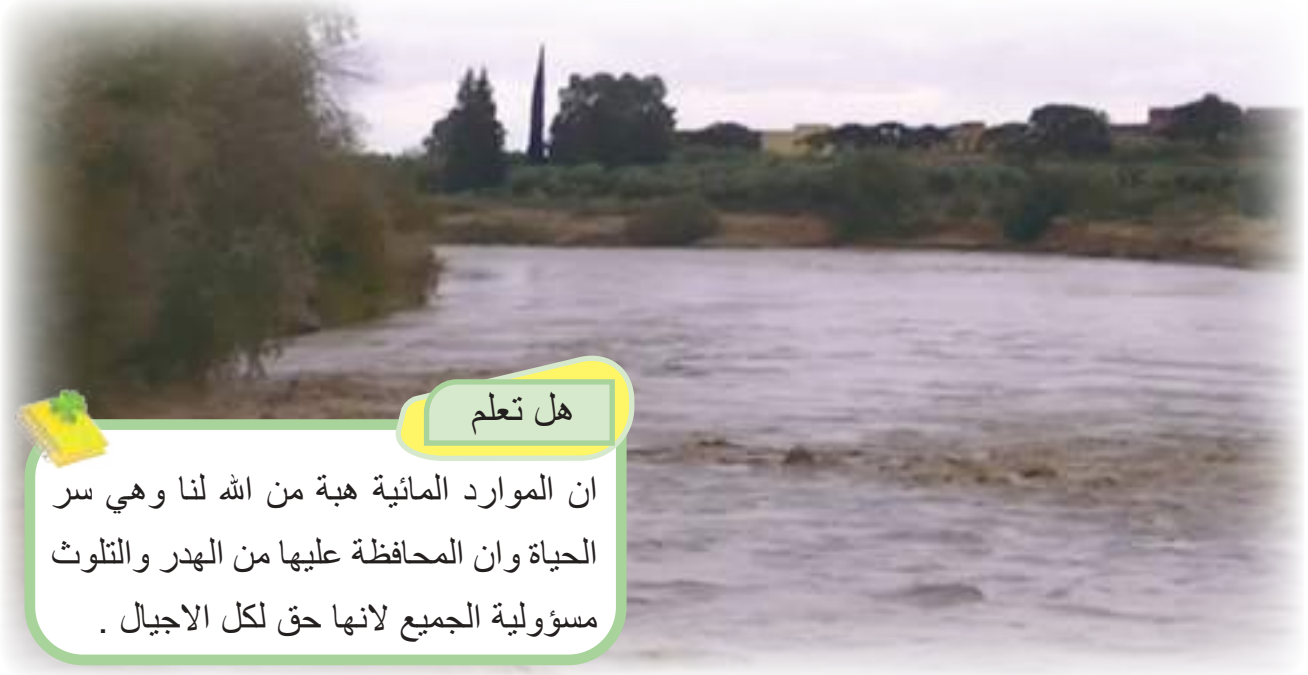 هل تعلم
ان الموارد المائية هبة من الله لنا وهي سر
الحياة وان المحافظة عليها من الهدر والتلوث
مسؤولية الجميع لانها حق لكل الاجيال .